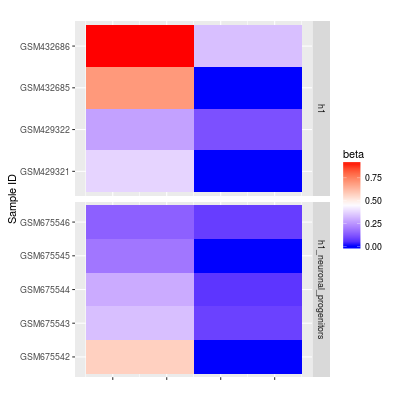 GSM432686
GSM432685
GSM429322
GSM429321
h1
GSM675546
GSM675545
GSM675544
GSM675543
GSM675542
h1_neuronal_progenitors
Sample ID
beta
0.75
0.50
0.25
0.00